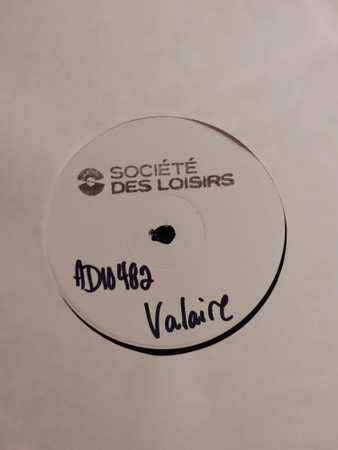 SOCIÉTÉ
DES LOISIRS
AD10482
Valaire